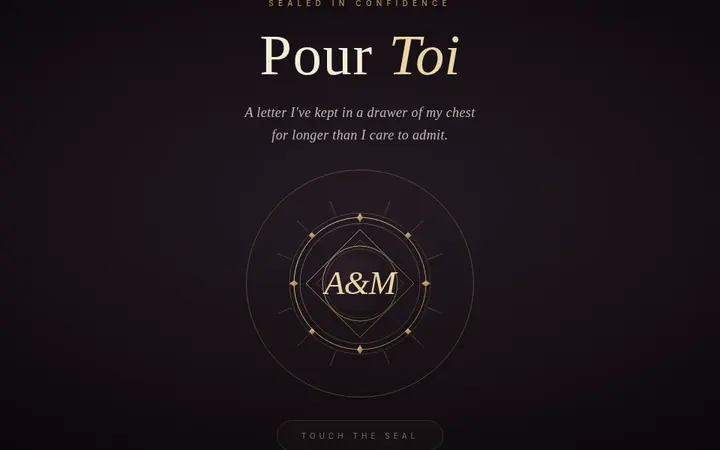 SEALED IN CONFIDENCE
Pour Toi
A letter I've kept in a drawer of my chest
for longer than I care to admit.
A&M
TOUCH THE SEAL